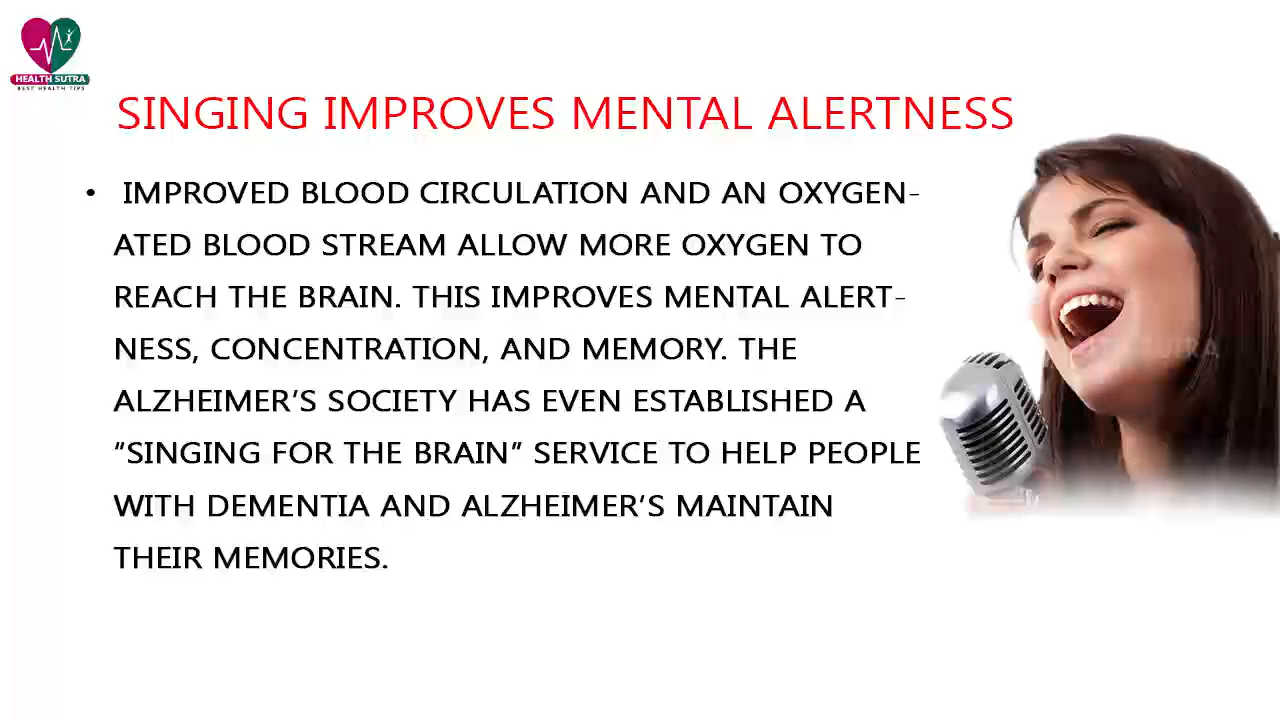 HEALTH SUTRA
BEST HEALTH TIPS
SINGING IMPROVES MENTAL ALERTNESS
• IMPROVED BLOOD CIRCULATION AND AN OXYGEN-
ATED BLOOD STREAM ALLOW MORE OXYGEN TO
REACH THE BRAIN. THIS IMPROVES MENTAL ALERT-
NESS, CONCENTRATION, AND MEMORY. THE
ALZHEIMER’S SOCIETY HAS EVEN ESTABLISHED A
“SINGING FOR THE BRAIN” SERVICE TO HELP PEOPLE
WITH DEMENTIA AND ALZHEIMER’S MAINTAIN
THEIR MEMORIES.